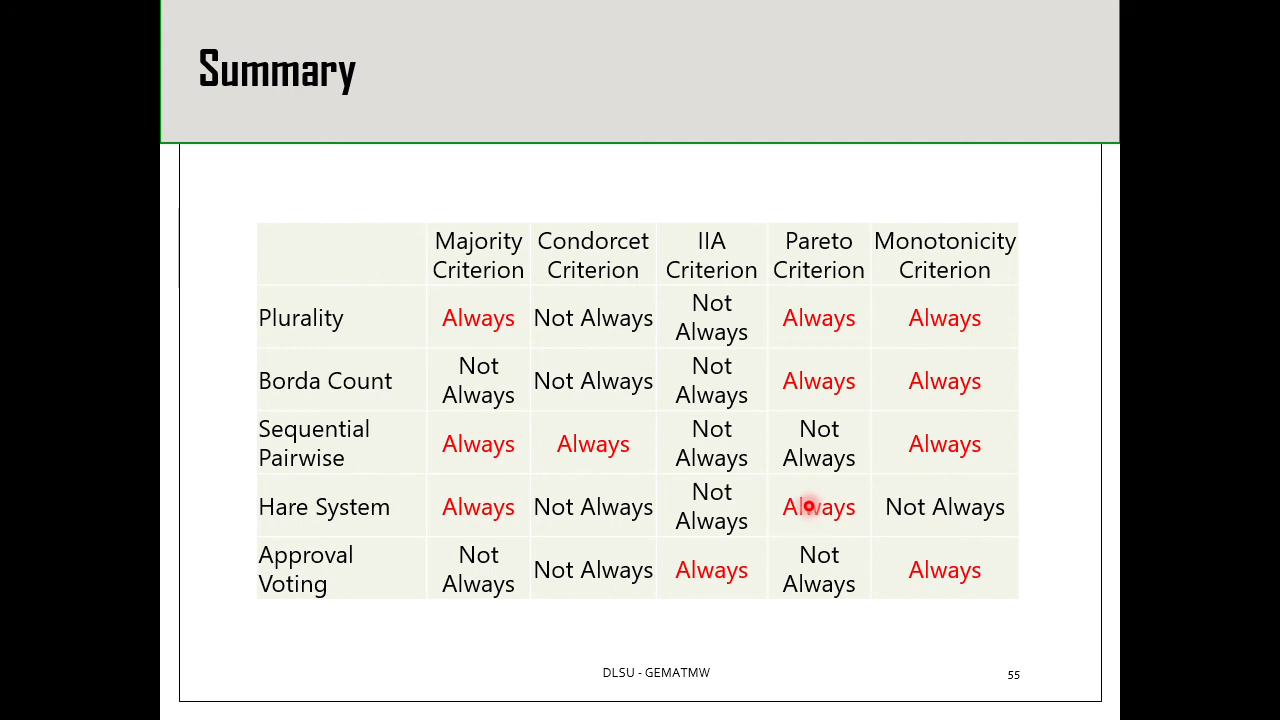 Summary
Majority Criterion
Condorcet Criterion
IIA Criterion
Pareto Criterion
Monotonicity Criterion
Plurality
Always
Not Always
Not Always
Always
Always
Borda Count
Not Always
Not Always
Not Always
Always
Always
Sequential Pairwise
Always
Always
Not Always
Not Always
Always
Hare System
Always
Not Always
Not Always
Always
Not Always
Approval Voting
Not Always
Not Always
Always
Not Always
Always
DLSU - GEMATMW
55